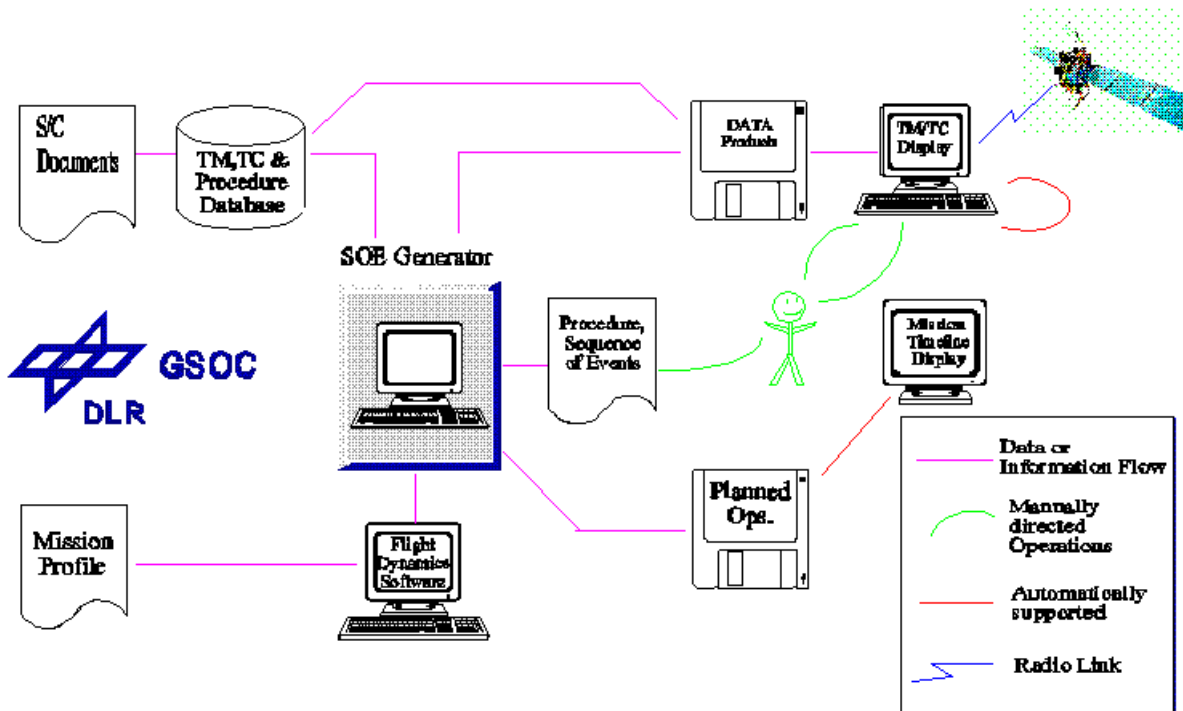 S/C
Documents
TM,TC &
Procedure
Database
DATA
Products
TM/TC
Display
SOE Generator
Procedure,
Sequence
of Events
Mission
Timeline
Display
GSOC
DLR
Mission
Profile
Flight
Dynamics
Software
Planned
Ops.
Data or
Information Flow
Manually
directed
Operations
Automatically
supported
Radio Link